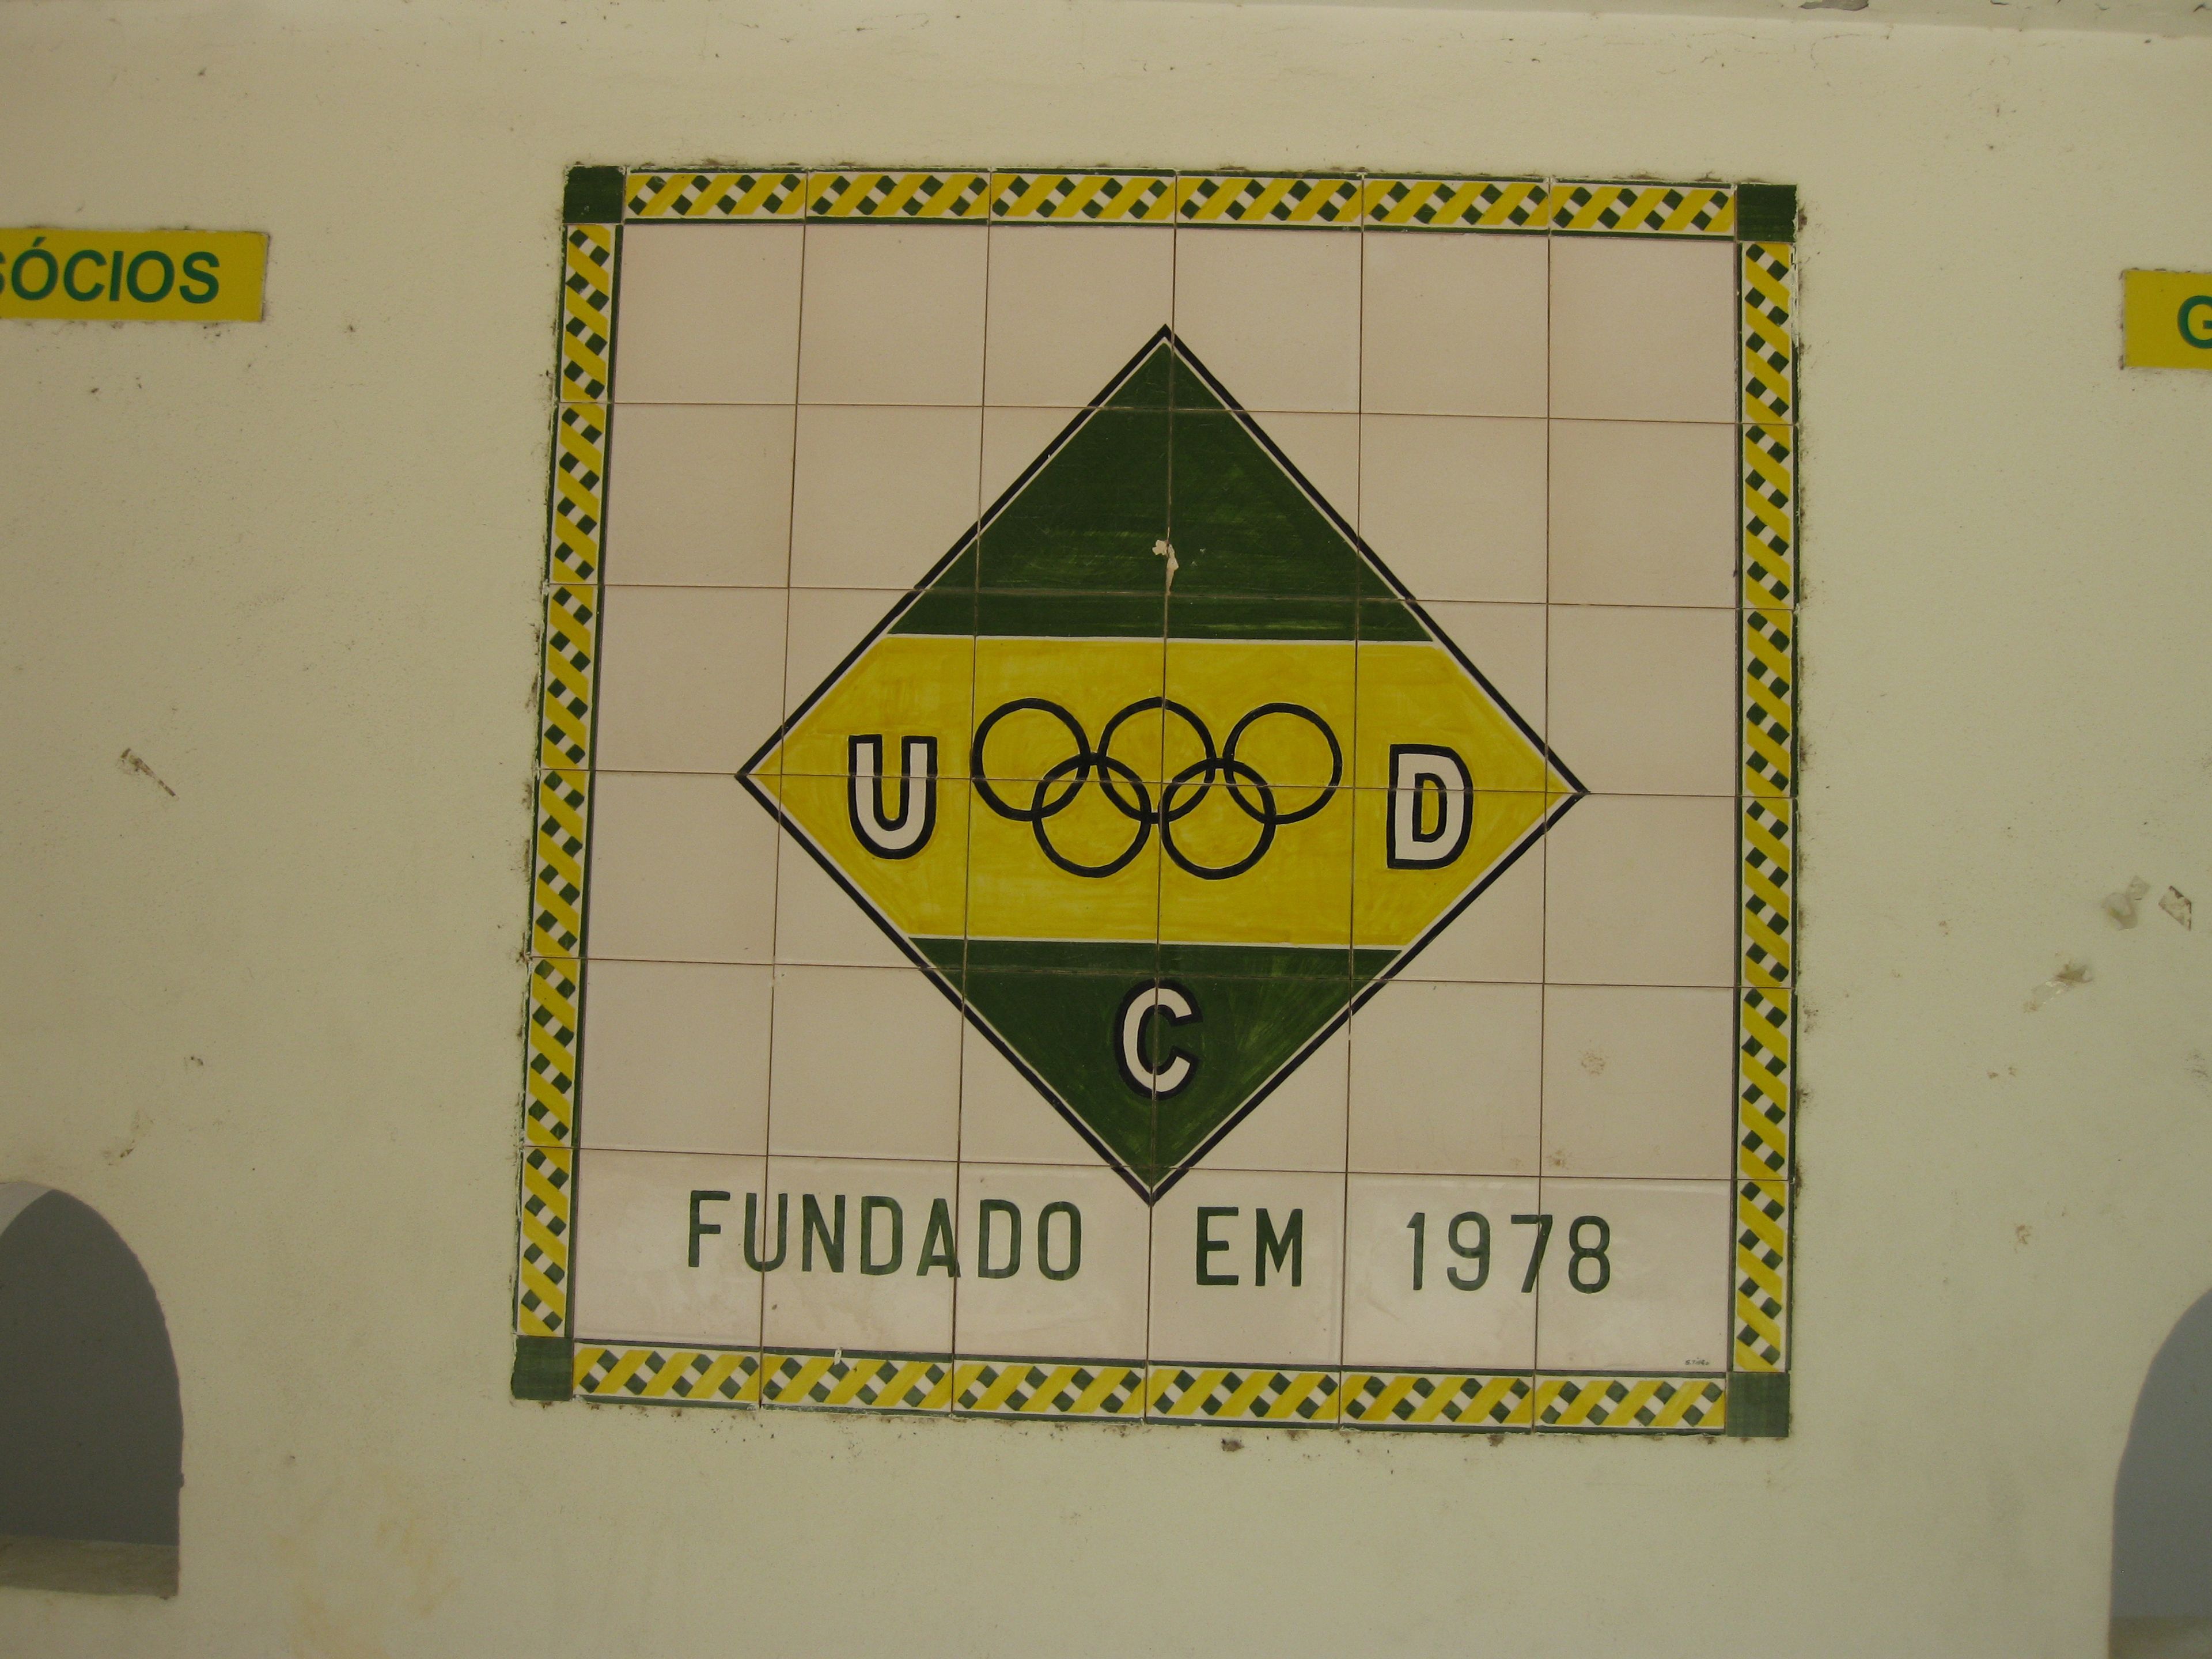 SÓCIOS
G
U D
C
FUNDADO EM 1978